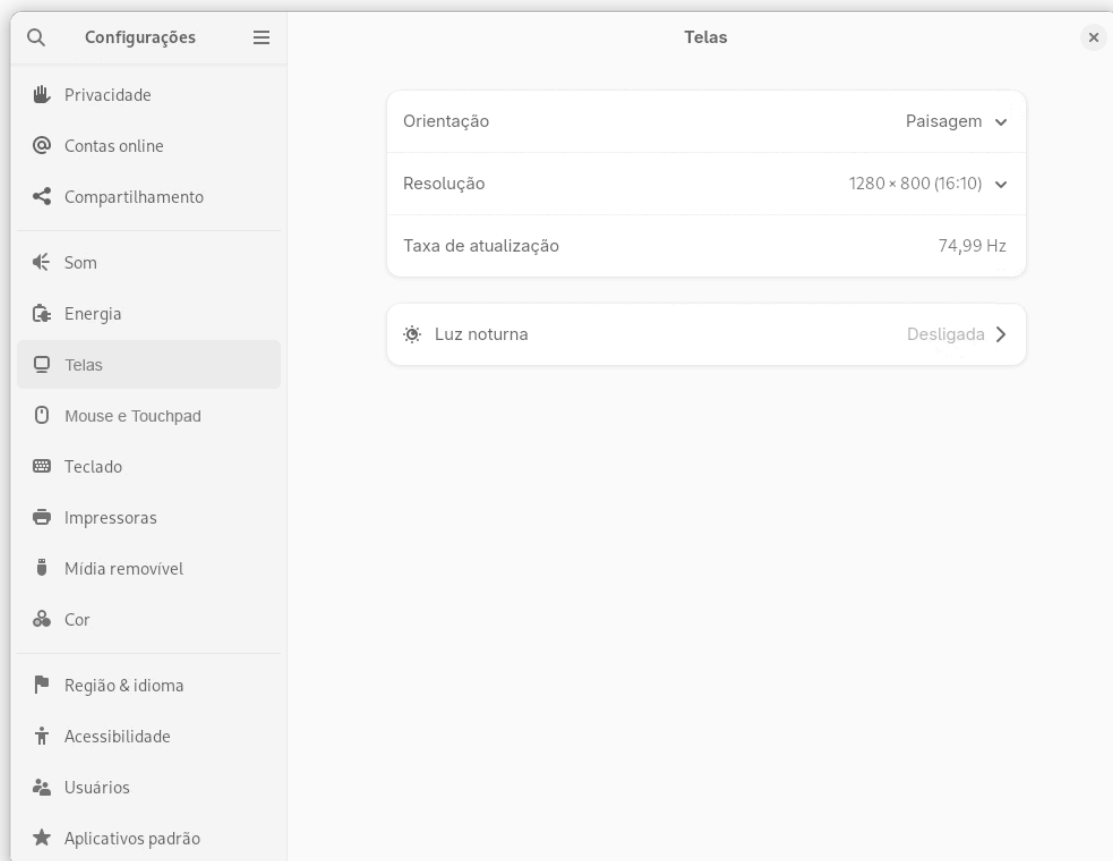 Configurações
Telas
Privacidade
Contas online
Compartilhamento
Som
Energia
Telas
Mouse e Touchpad
Teclado
Impressoras
Mídia removível
Cor
Região & idioma
Acessibilidade
Usuários
Aplicativos padrão
Orientação Paisagem
Resolução 1280 × 800 (16:10)
Taxa de atualização 74,99 Hz
Luz noturna Desligada